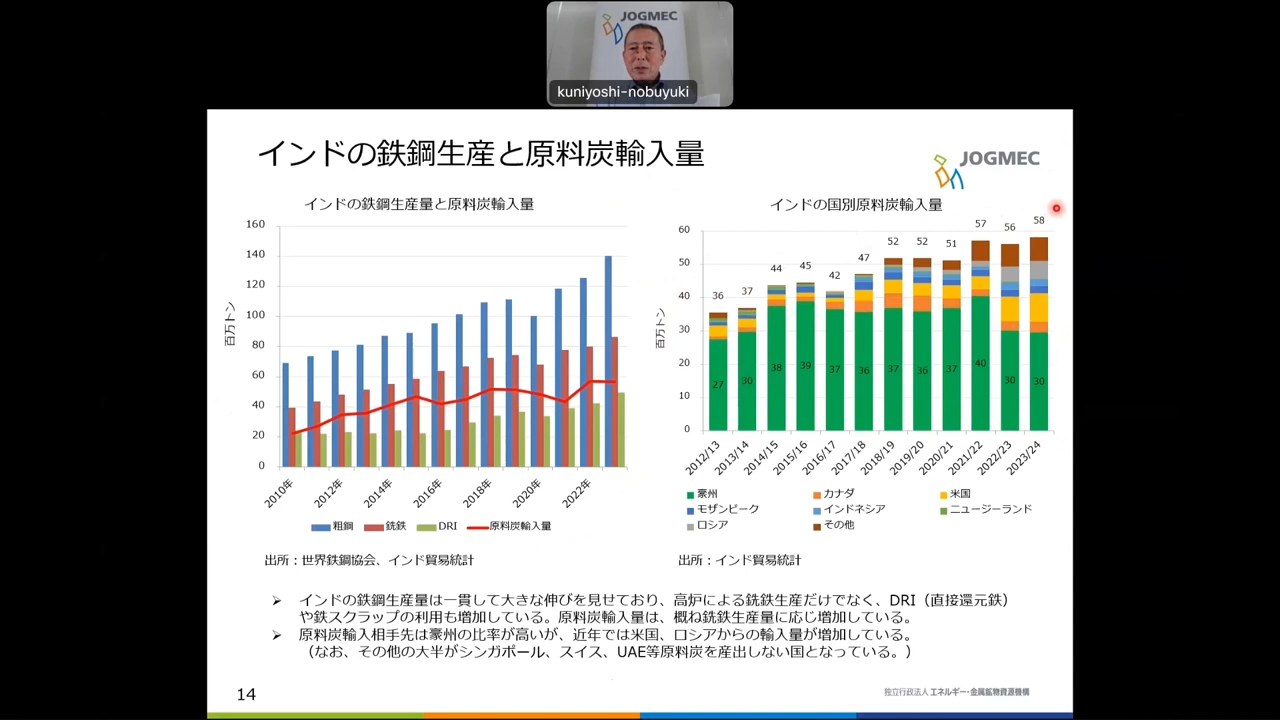 JOGMEC
kuniyoshi-nobuyuki
インドの鉄鋼生産と原料炭輸入量
JOGMEC
インドの鉄鋼生産量と原料炭輸入量
160
140
120
100
80
60
40
20
0
百万トン
2010年 2012年 2014年 2016年 2018年 2020年 2022年
粗鋼 銑鉄 DRI 原料炭輸入量
出所：世界鉄鋼協会、インド貿易統計
インドの国別原料炭輸入量
60
50
40
30
20
10
0
百万トン
36 37 44 45 42 47 52 52 51 57 56 58
27 30 38 39 37 36 37 36 37 40 30 30
2012/13 2013/14 2014/15 2015/16 2016/17 2017/18 2018/19 2019/20 2020/21 2021/22 2022/23 2023/24
豪州 カナダ 米国
モザンビーク インドネシア ニュージーランド
ロシア その他
出所：インド貿易統計
➢ インドの鉄鋼生産量は一貫して大きな伸びを見せており、高炉による銑鉄生産だけでなく、DRI（直接還元鉄）
や鉄スクラップの利用も増加している。原料炭輸入量は、概ね銑鉄生産量に応じ増加している。
➢ 原料炭輸入相手先は豪州の比率が高いが、近年では米国、ロシアからの輸入量が増加している。
（なお、その他の大半がシンガポール、スイス、UAE等原料炭を産出しない国となっている。）
14
独立行政法人 エネルギー・金属鉱物資源機構